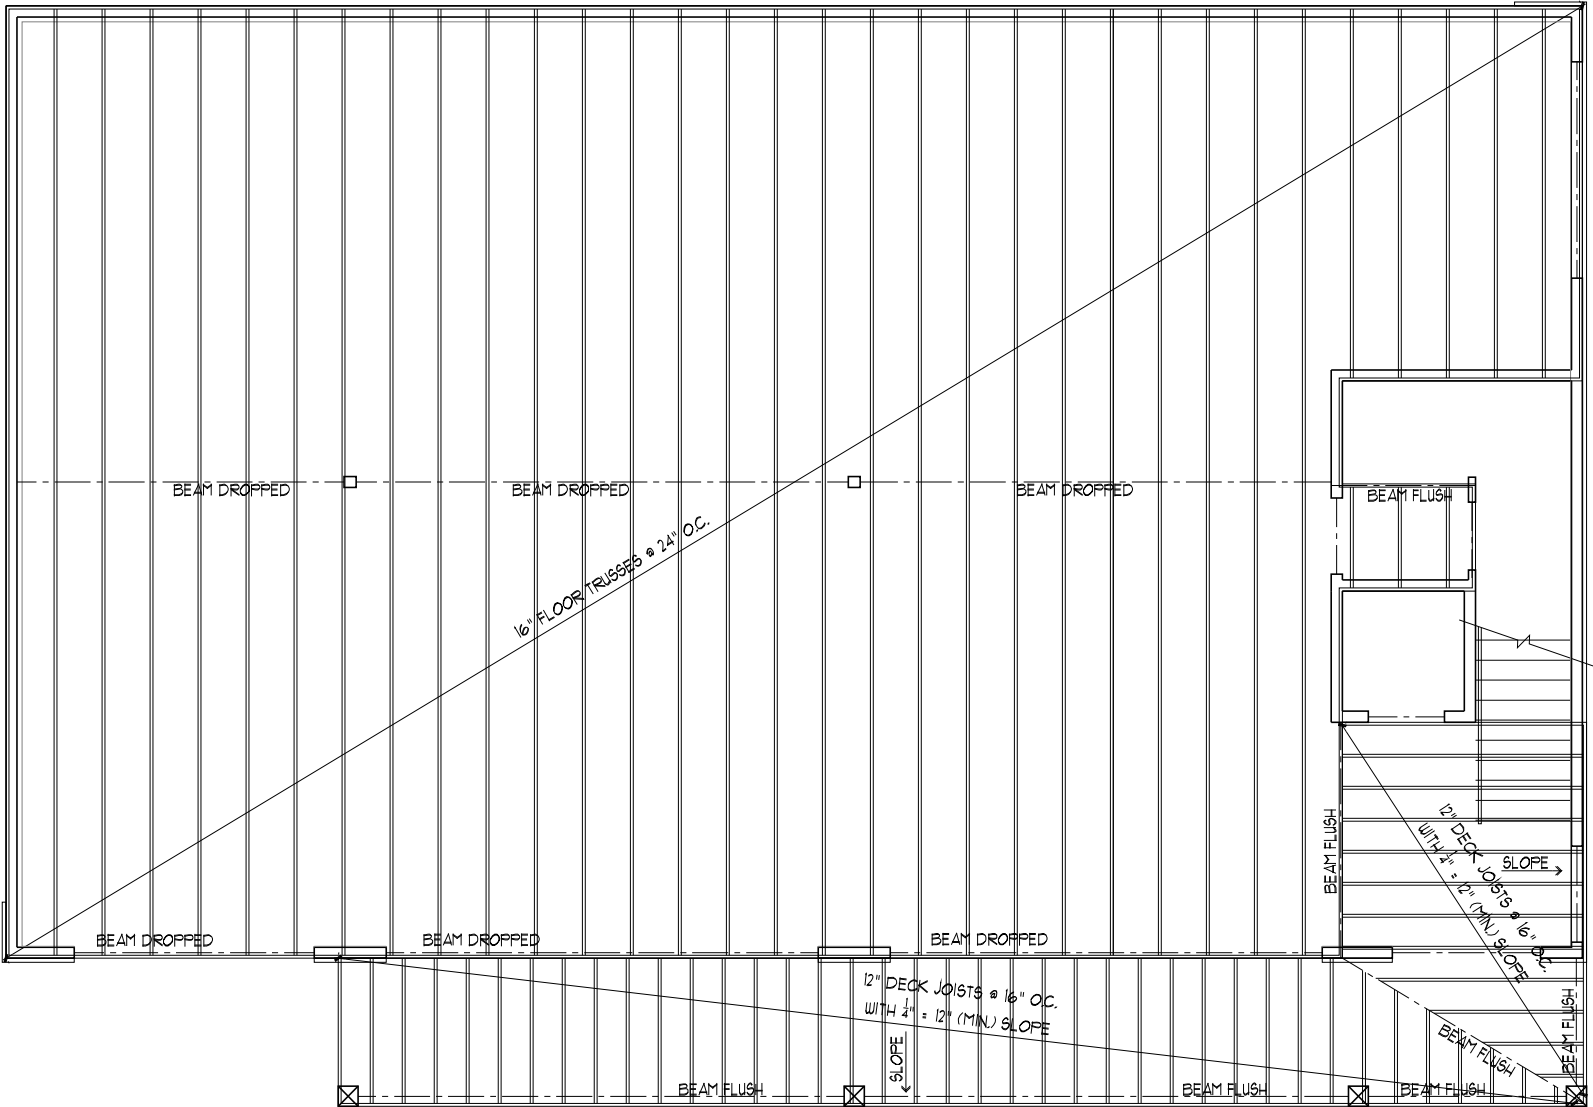 BEAM DROPPED
BEAM DROPPED
BEAM DROPPED
BEAM FLUSH
16" FLOOR TRUSSES @ 24" O.C.
BEAM FLUSH
12" DECK JOISTS @ 16" O.C.
WITH 1/4" = 12" (MIN.) SLOPE
SLOPE
BEAM DROPPED
BEAM DROPPED
BEAM DROPPED
12" DECK JOISTS @ 16" O.C.
WITH 1/4" = 12" (MIN.) SLOPE
SLOPE
BEAM FLUSH
BEAM FLUSH
BEAM FLUSH
BEAM FLUSH
BEAM FLUSH